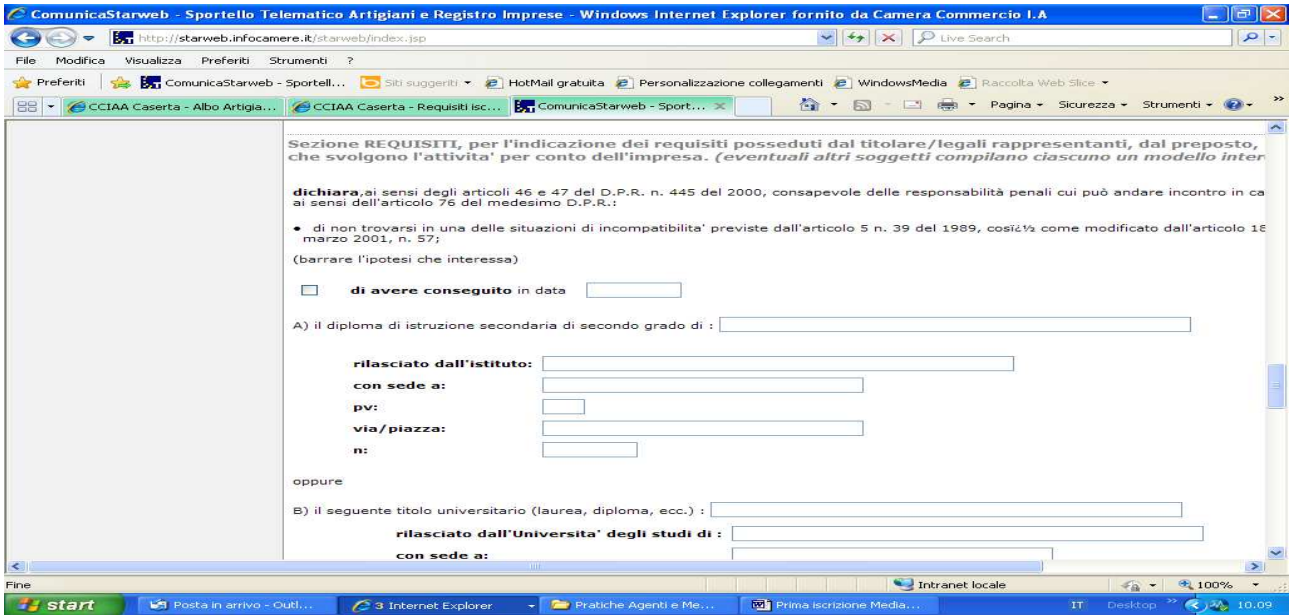 ComunicaStarweb - Sportello Telematico Artigiani e Registro Imprese - Windows Internet Explorer fornito da Camera Commercio I.A
http://starweb.infocamere.it/starweb/index.jsp
Live Search
File Modifica Visualizza Preferiti Strumenti ?
Preferiti ComunicaStarweb - Sportell... Siti suggeriti HotMail gratuita Personalizzazione collegamenti WindowsMedia Raccolta Web Slice
CCIAA Caserta - Albo Artigia... CCIAA Caserta - Requisiti isc... ComunicaStarweb - Sport... Pagina Sicurezza Strumenti »
Sezione REQUISITI, per l'indicazione dei requisiti posseduti dal titolare/legali rappresentanti, dal preposto,
che svolgono l'attivita' per conto dell'impresa. (eventuali altri soggetti compilano ciascuno un modello inter
dichiara,ai sensi degli articoli 46 e 47 del D.P.R. n. 445 del 2000, consapevole delle responsabilità penali cui può andare incontro in ca
ai sensi dell'articolo 76 del medesimo D.P.R.:
• di non trovarsi in una delle situazioni di incompatibilita' previste dall'articolo 5 n. 39 del 1989, cosï¿½ come modificato dall'articolo 18
marzo 2001, n. 57;
(barrare l'ipotesi che interessa)
di avere conseguito in data
A) il diploma di istruzione secondaria di secondo grado di :
rilasciato dall'istituto:
con sede a:
pv:
via/piazza:
n:
oppure
B) il seguente titolo universitario (laurea, diploma, ecc.) :
rilasciato dall'Universita' degli studi di :
con sede a:
Fine Intranet locale 100%
start Posta in arrivo - Outl... 3 Internet Explorer Pratiche Agenti e Me... Prima iscrizione Media... IT Desktop » 10.09